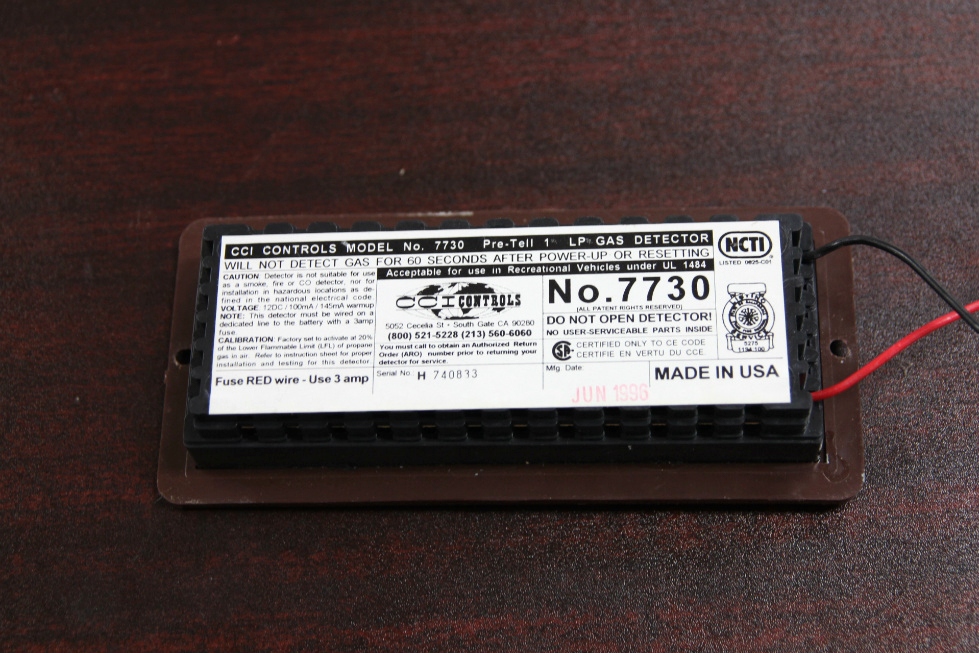 CCI CONTROLS MODEL No. 7730 Pre-Tell 1 LP GAS DETECTOR
WILL NOT DETECT GAS FOR 60 SECONDS AFTER POWER-UP OR RESETTING
Acceptable for use in Recreational Vehicles under UL 1484
NCTI
LISTED
CAUTION: Detector is not suitable for use
as a smoke, fire or CO detector, nor for
installation in hazardous locations as de-
fined in the national electrical code.
VOLTAGE: 12DC / 100mA / 145mA warmup
NOTE: This detector must be wired on a
dedicated line to the battery with a 3amp
fuse.
CALIBRATION: Factory set to activate at 20%
of the Lower Flammable Limit (LFL) of propane
gas in air. Refer to instruction sheet for proper
installation and testing for this detector.
Fuse RED wire - Use 3 amp
CCI CONTROLS
5052 Cecelia St • South Gate CA 90280
(800) 521-5228 (213) 560-6060
You must call to obtain an Authorized Return
Order (ARO) number prior to returning your
detector for service.
Serial No. H 740833
No.7730
[ALL PATENT RIGHTS RESERVED]
DO NOT OPEN DETECTOR!
NO USER-SERVICEABLE PARTS INSIDE
CERTIFIED ONLY TO CE CODE
CERTIFIE EN VERTU DU CCE
Mfg. Date:
JUN 1996
5275
1194 100
MADE IN USA